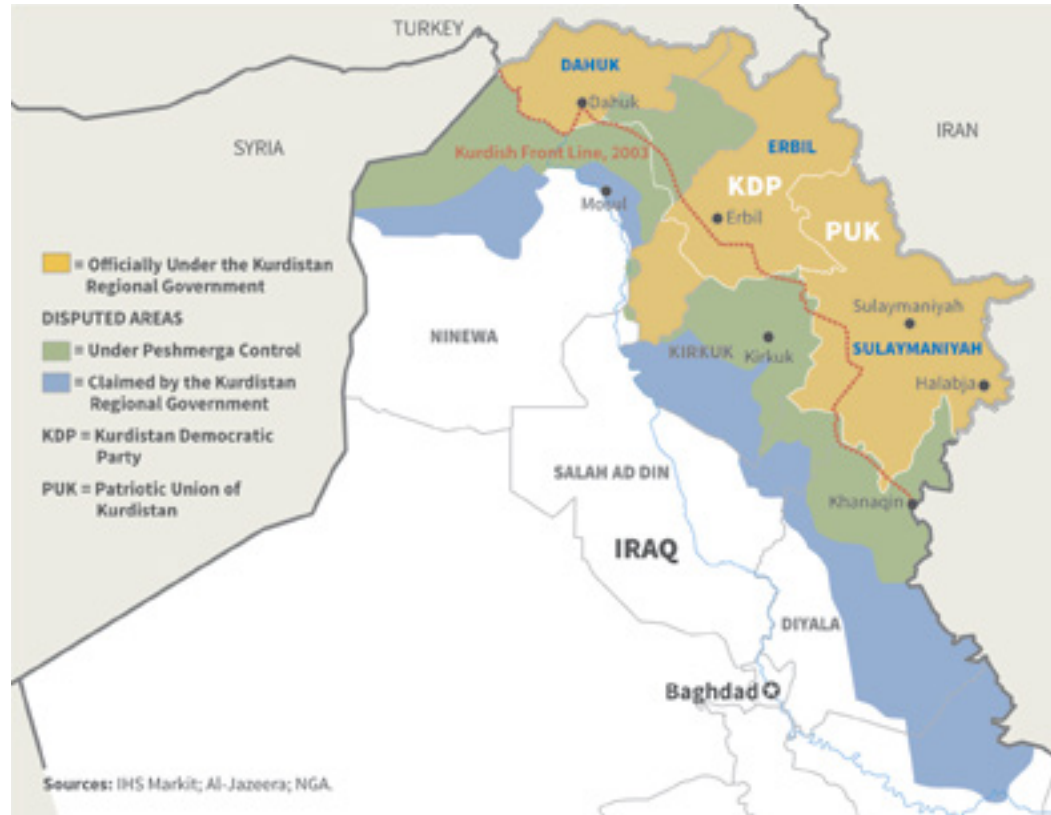 TURKEY
DAHUK
Dahuk
SYRIA
IRAN
ERBIL
Kurdish Front Line, 2003
KDP
Mosul
Erbil
PUK
= Officially Under the Kurdistan
Regional Government
DISPUTED AREAS
= Under Peshmerga Control
= Claimed by the Kurdistan
Regional Government
KDP = Kurdistan Democratic
Party
PUK = Patriotic Union of
Kurdistan
NINEWA
Sulaymaniyah
KIRKUK
Kirkuk
SULAYMANIYAH
Halabja
SALAH AD DIN
Khanaqin
IRAQ
DIYALA
Baghdad
Sources: IHS Markit; Al-Jazeera; NGA.